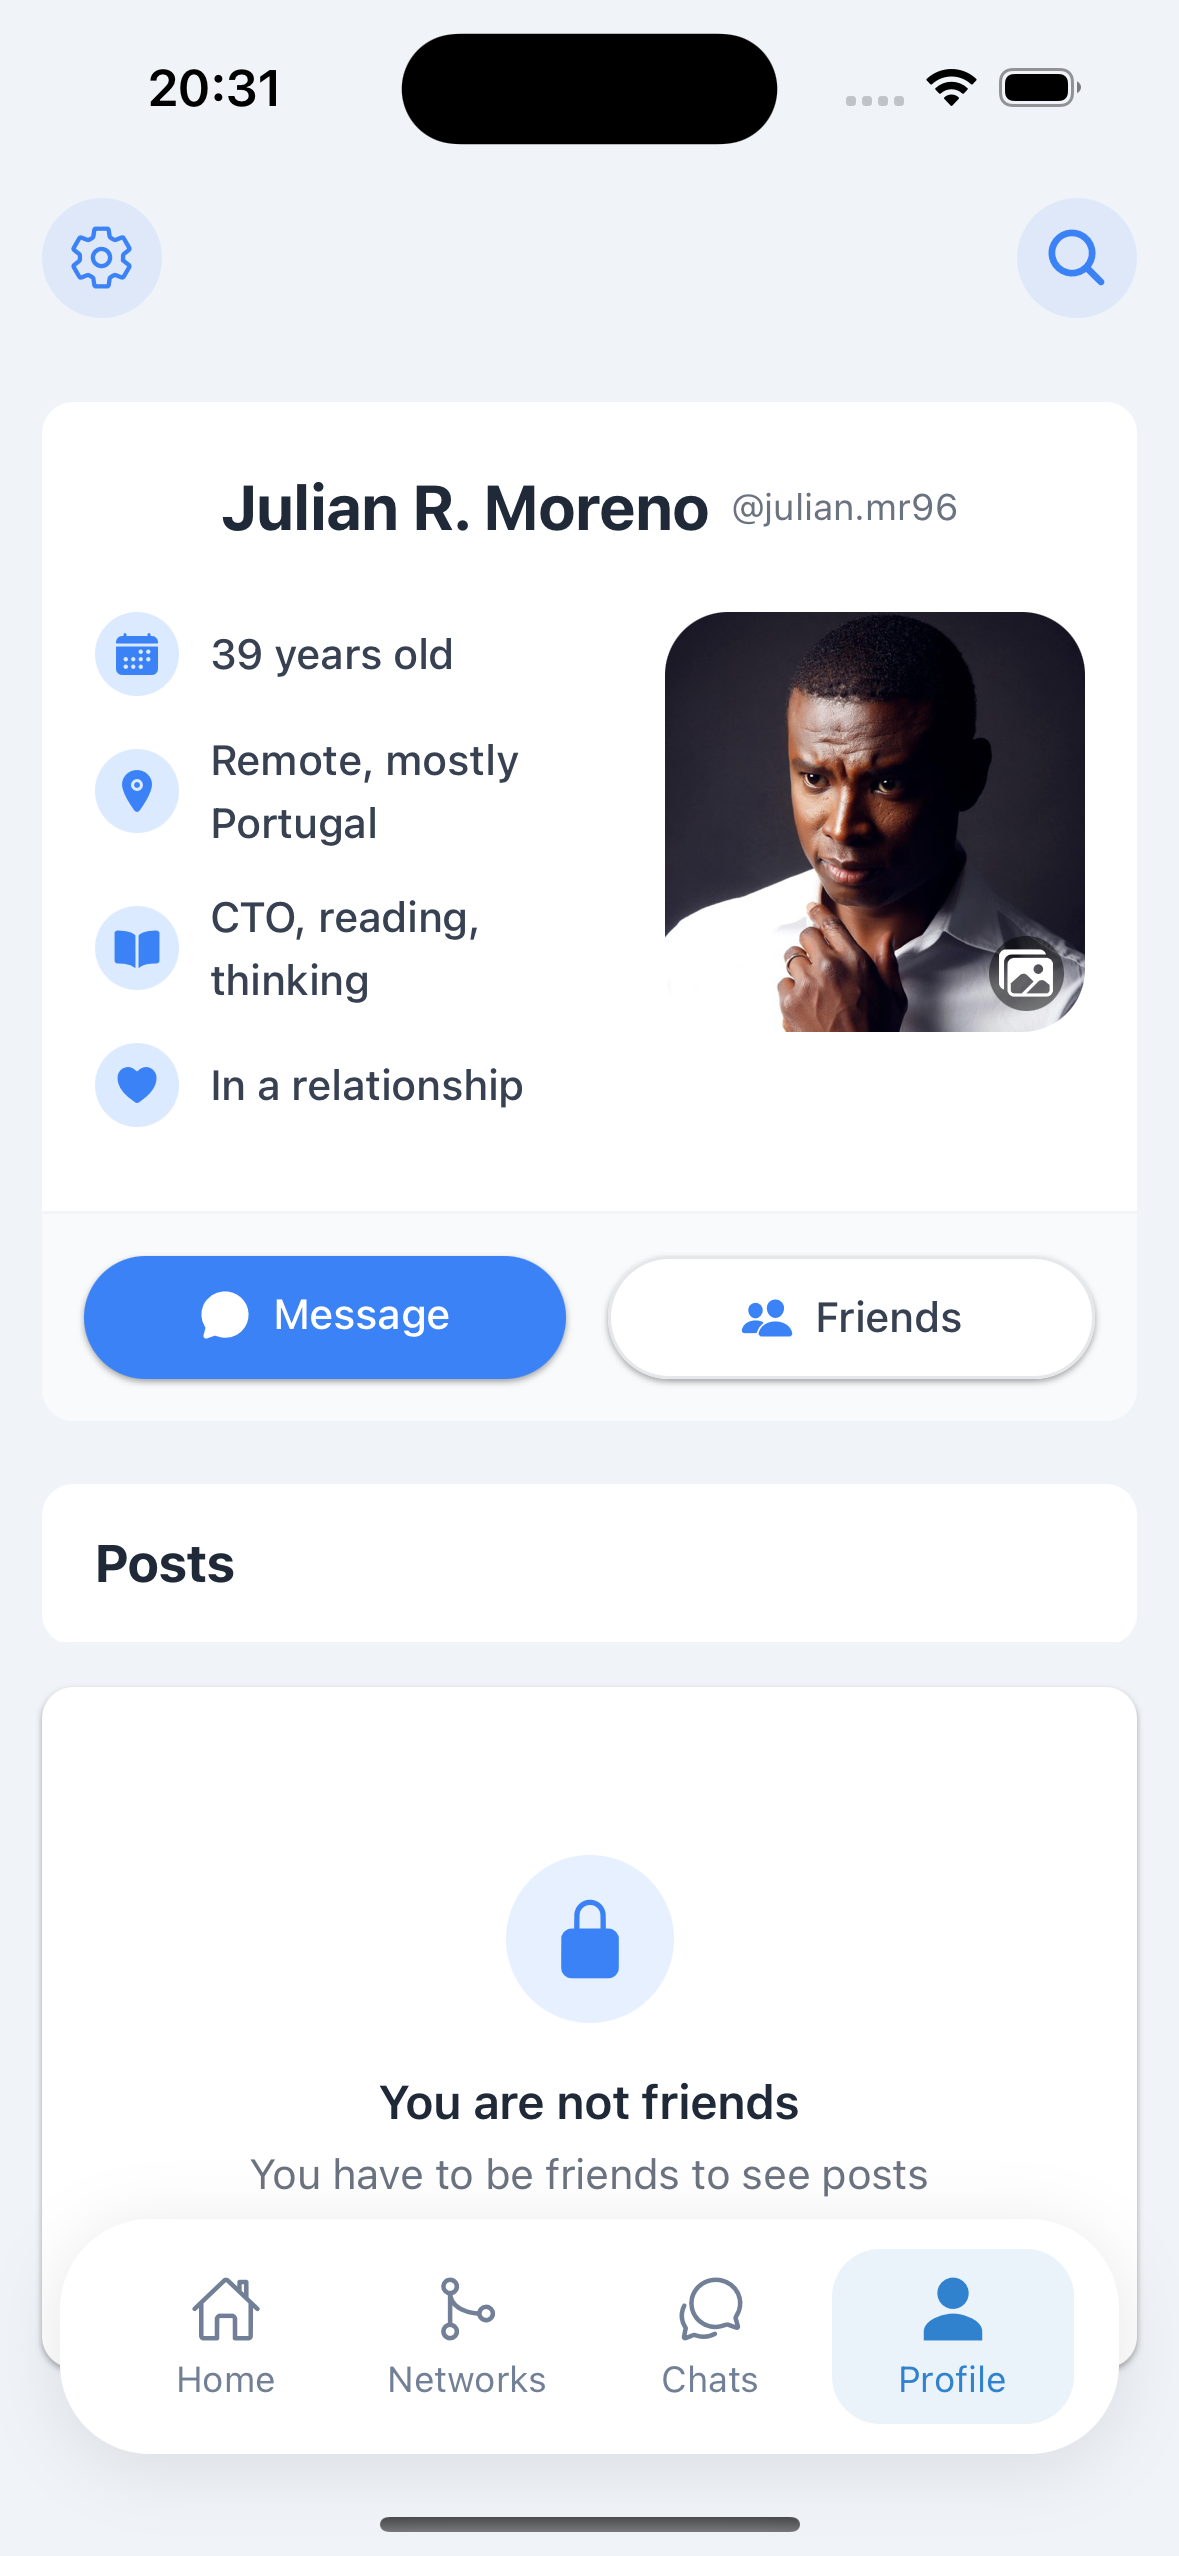 20:31
Julian R. Moreno @julian.mr96
39 years old
Remote, mostly
Portugal
CTO, reading,
thinking
In a relationship
Message
Friends
Posts
You are not friends
You have to be friends to see posts
Home
Networks
Chats
Profile